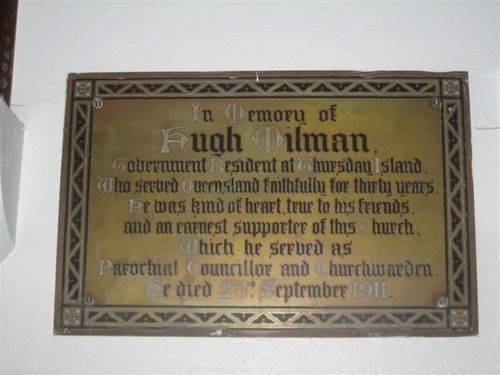 In Memory of
Hugh Milman,
Government Resident at Thursday Island,
Who served Queensland faithfully for thirty years.
He was kind of heart, true to his friends,
and an earnest supporter of this Church,
Which he served as
Parochial Councillor and Churchwarden.
He died 23rd September 1911.